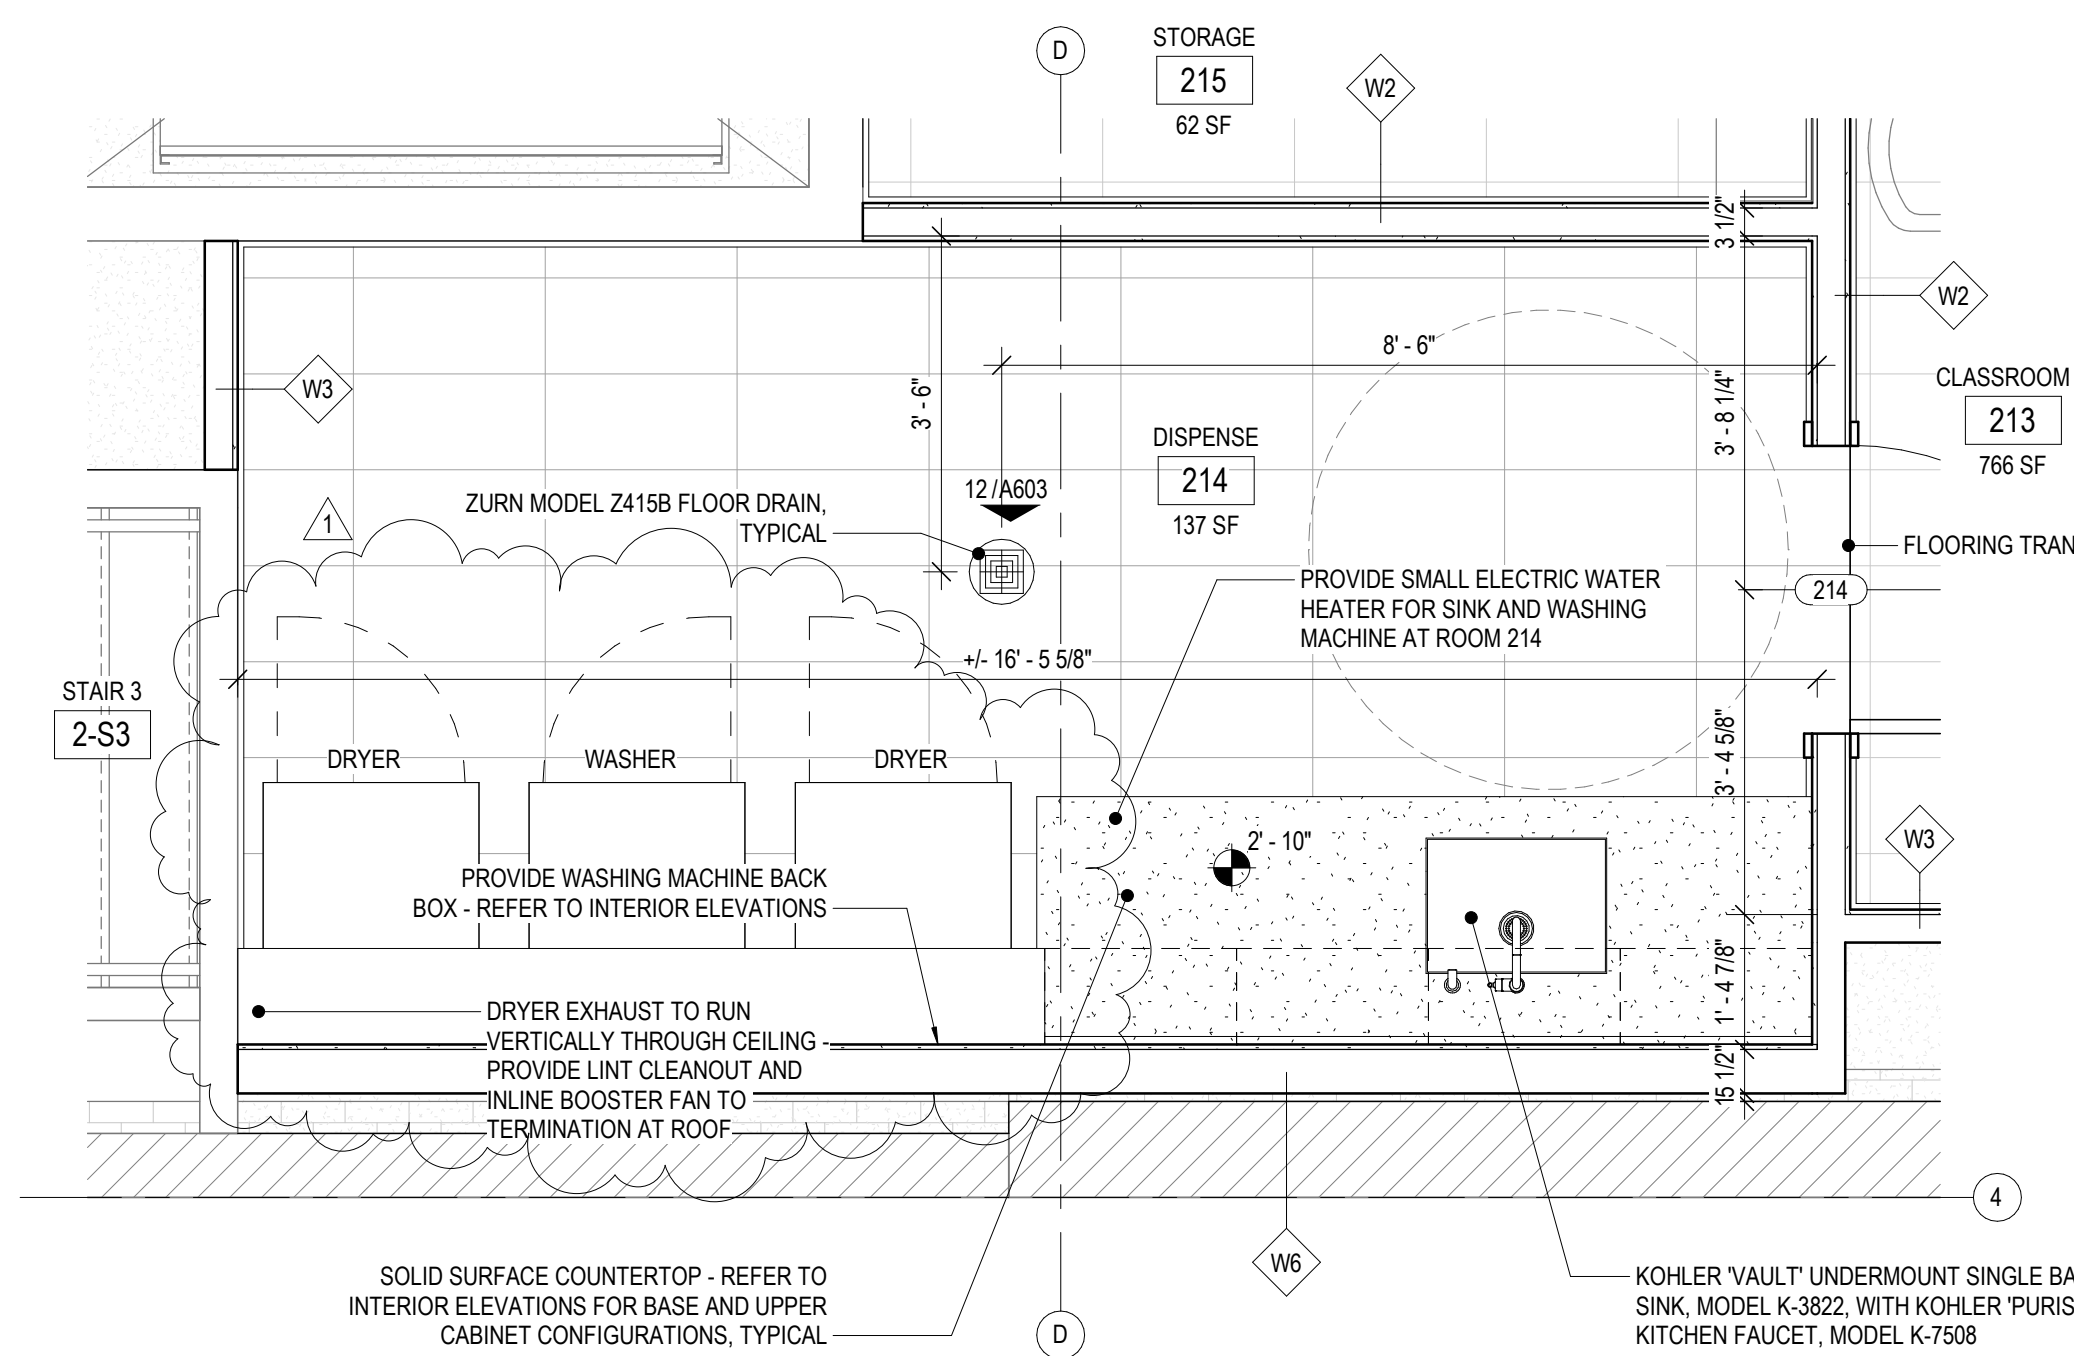 D
STORAGE
215
62 SF
W2
3 1/2"
W2
8' - 6"
W3
3' - 6"
3' - 8 1/4"
CLASSROOM
213
766 SF
DISPENSE
214
137 SF
12 / A603
ZURN MODEL Z415B FLOOR DRAIN,
TYPICAL
1
FLOORING TRAN
214
PROVIDE SMALL ELECTRIC WATER
HEATER FOR SINK AND WASHING
MACHINE AT ROOM 214
+/- 16' - 5 5/8"
STAIR 3
2-S3
DRYER
WASHER
DRYER
3' - 4 5/8"
2' - 10"
W3
PROVIDE WASHING MACHINE BACK
BOX - REFER TO INTERIOR ELEVATIONS
1' - 4 7/8"
DRYER EXHAUST TO RUN
VERTICALLY THROUGH CEILING -
PROVIDE LINT CLEANOUT AND
INLINE BOOSTER FAN TO
TERMINATION AT ROOF
4
W6
SOLID SURFACE COUNTERTOP - REFER TO
INTERIOR ELEVATIONS FOR BASE AND UPPER
CABINET CONFIGURATIONS, TYPICAL
D
KOHLER 'VAULT' UNDERMOUNT SINGLE BA
SINK, MODEL K-3822, WITH KOHLER 'PURIS
KITCHEN FAUCET, MODEL K-7508